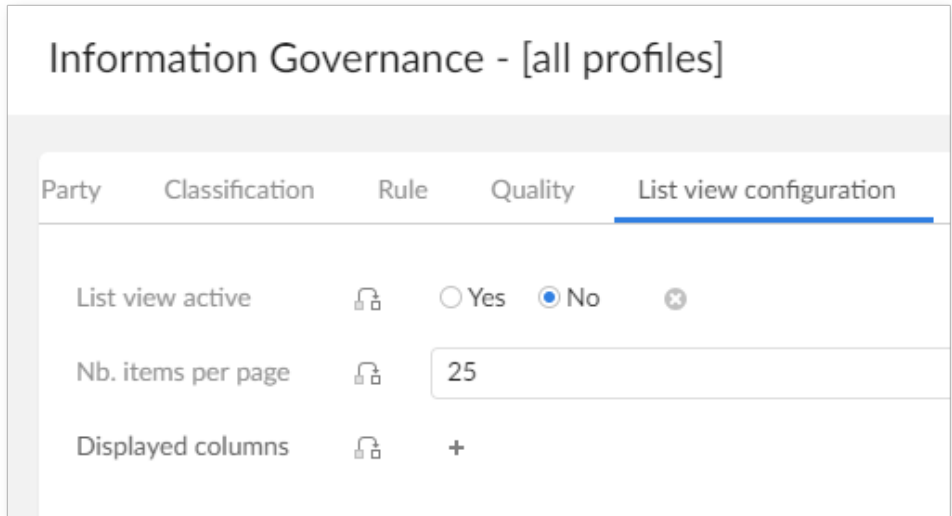 Information Governance - [all profiles]
Party Classification Rule Quality List view configuration
List view active Yes No
Nb. items per page 25
Displayed columns +